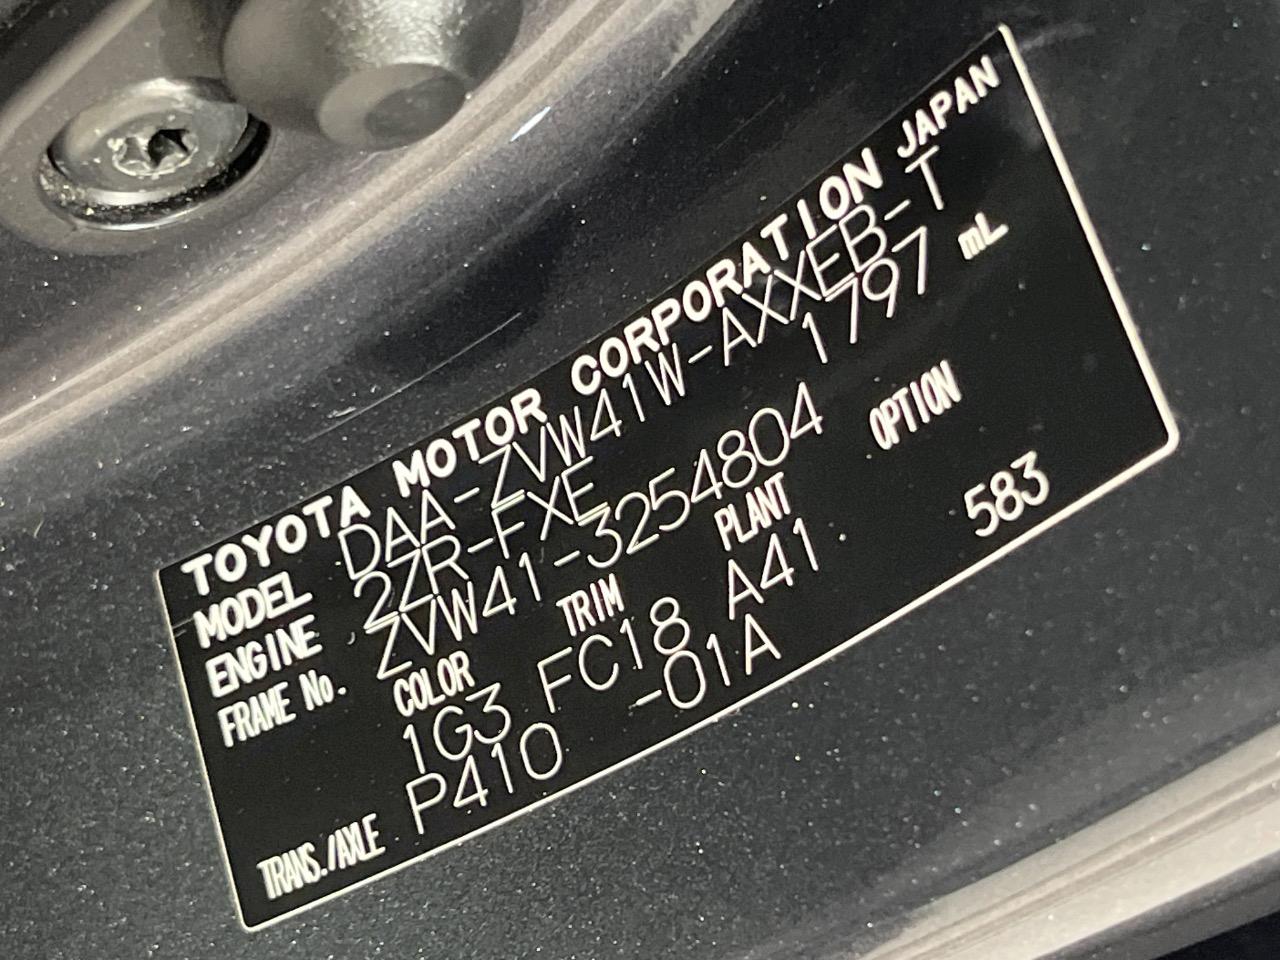 TOYOTA MOTOR CORPORATION JAPAN
MODEL DAA-ZVW41W-AXXEB-T
ENGINE 2ZR-FXE 1797 mL
FRAME No. ZVW41-3254804
COLOR TRIM PLANT OPTION
1G3 FC18 A41 583
TRANS./AXLE P410 -01A